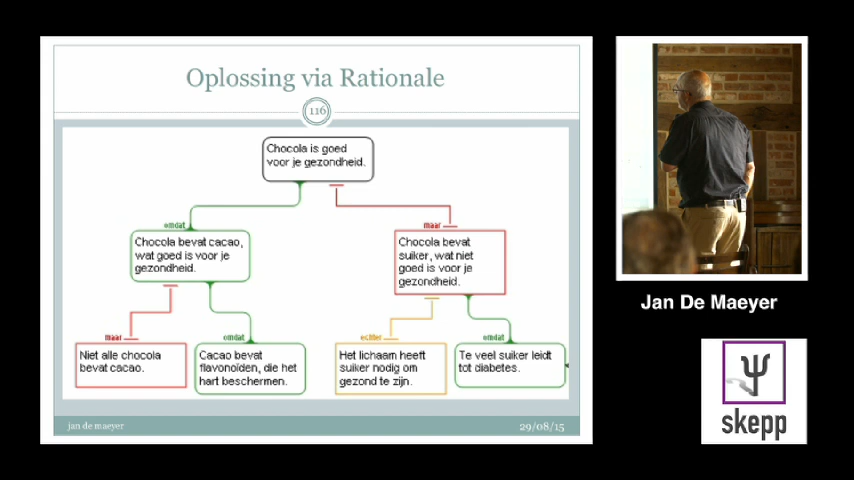 Oplossing via Rationale
116
Chocola is goed
voor je gezondheid.
omdat
maar
Chocola bevat cacao,
wat goed is voor je
gezondheid.
Chocola bevat
suiker, wat niet
goed is voor je
gezondheid.
maar
omdat
echter
omdat
Niet alle chocola
bevat cacao.
Cacao bevat
flavonoïden, die het
hart beschermen.
Het lichaam heeft
suiker nodig om
gezond te zijn.
Te veel suiker leidt
tot diabetes.
jan de maeyer
29/08/15
Jan De Maeyer
skepp